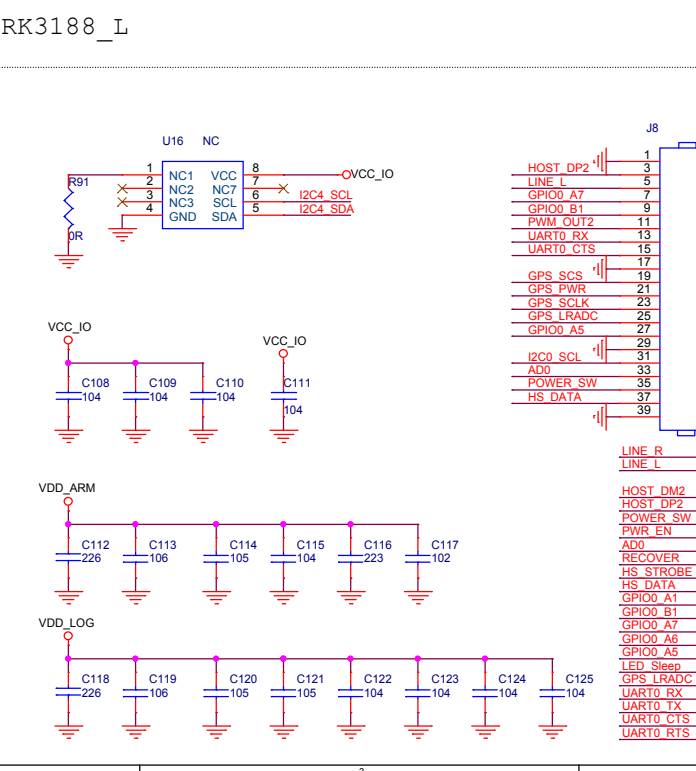 RK3188_L
U16 NC
R91
0R
1 NC1 VCC 8 VCC_IO
2 NC2 NC7 7
3 NC3 SCL 6 I2C4_SCL
4 GND SDA 5 I2C4_SDA
J8
1
HOST_DP2 3
LINE_L 5
GPIO0_A7 7
GPIO0_B1 9
PWM_OUT2 11
UART0_RX 13
UART0_CTS 15
17
GPS_SCS 19
GPS_PWR 21
GPS_SCLK 23
GPS_LRADC 25
GPIO0_A5 27
29
I2C0_SCL 31
AD0 33
POWER_SW 35
HS_DATA 37
39
VCC_IO
C108 104
C109 104
C110 104
VCC_IO
C111 104
VDD_ARM
C112 226
C113 106
C114 105
C115 104
C116 223
C117 102
VDD_LOG
C118 226
C119 106
C120 105
C121 105
C122 104
C123 104
C124 104
C125 104
LINE_R
LINE_L
HOST_DM2
HOST_DP2
POWER_SW
PWR_EN
AD0
RECOVER
HS_STROBE
HS_DATA
GPIO0_A1
GPIO0_B1
GPIO0_A7
GPIO0_A6
GPIO0_A5
LED_Sleep
GPS_LRADC
UART0_RX
UART0_TX
UART0_CTS
UART0_RTS